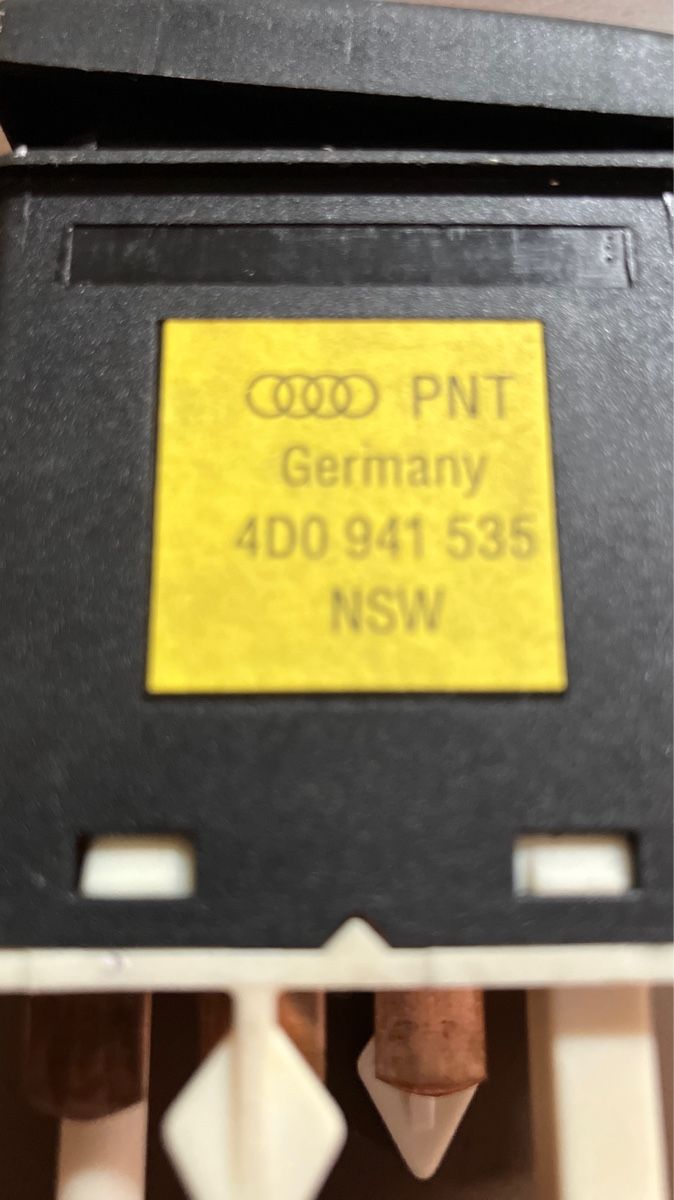 PNT
Germany
4D0 941 535
NSW